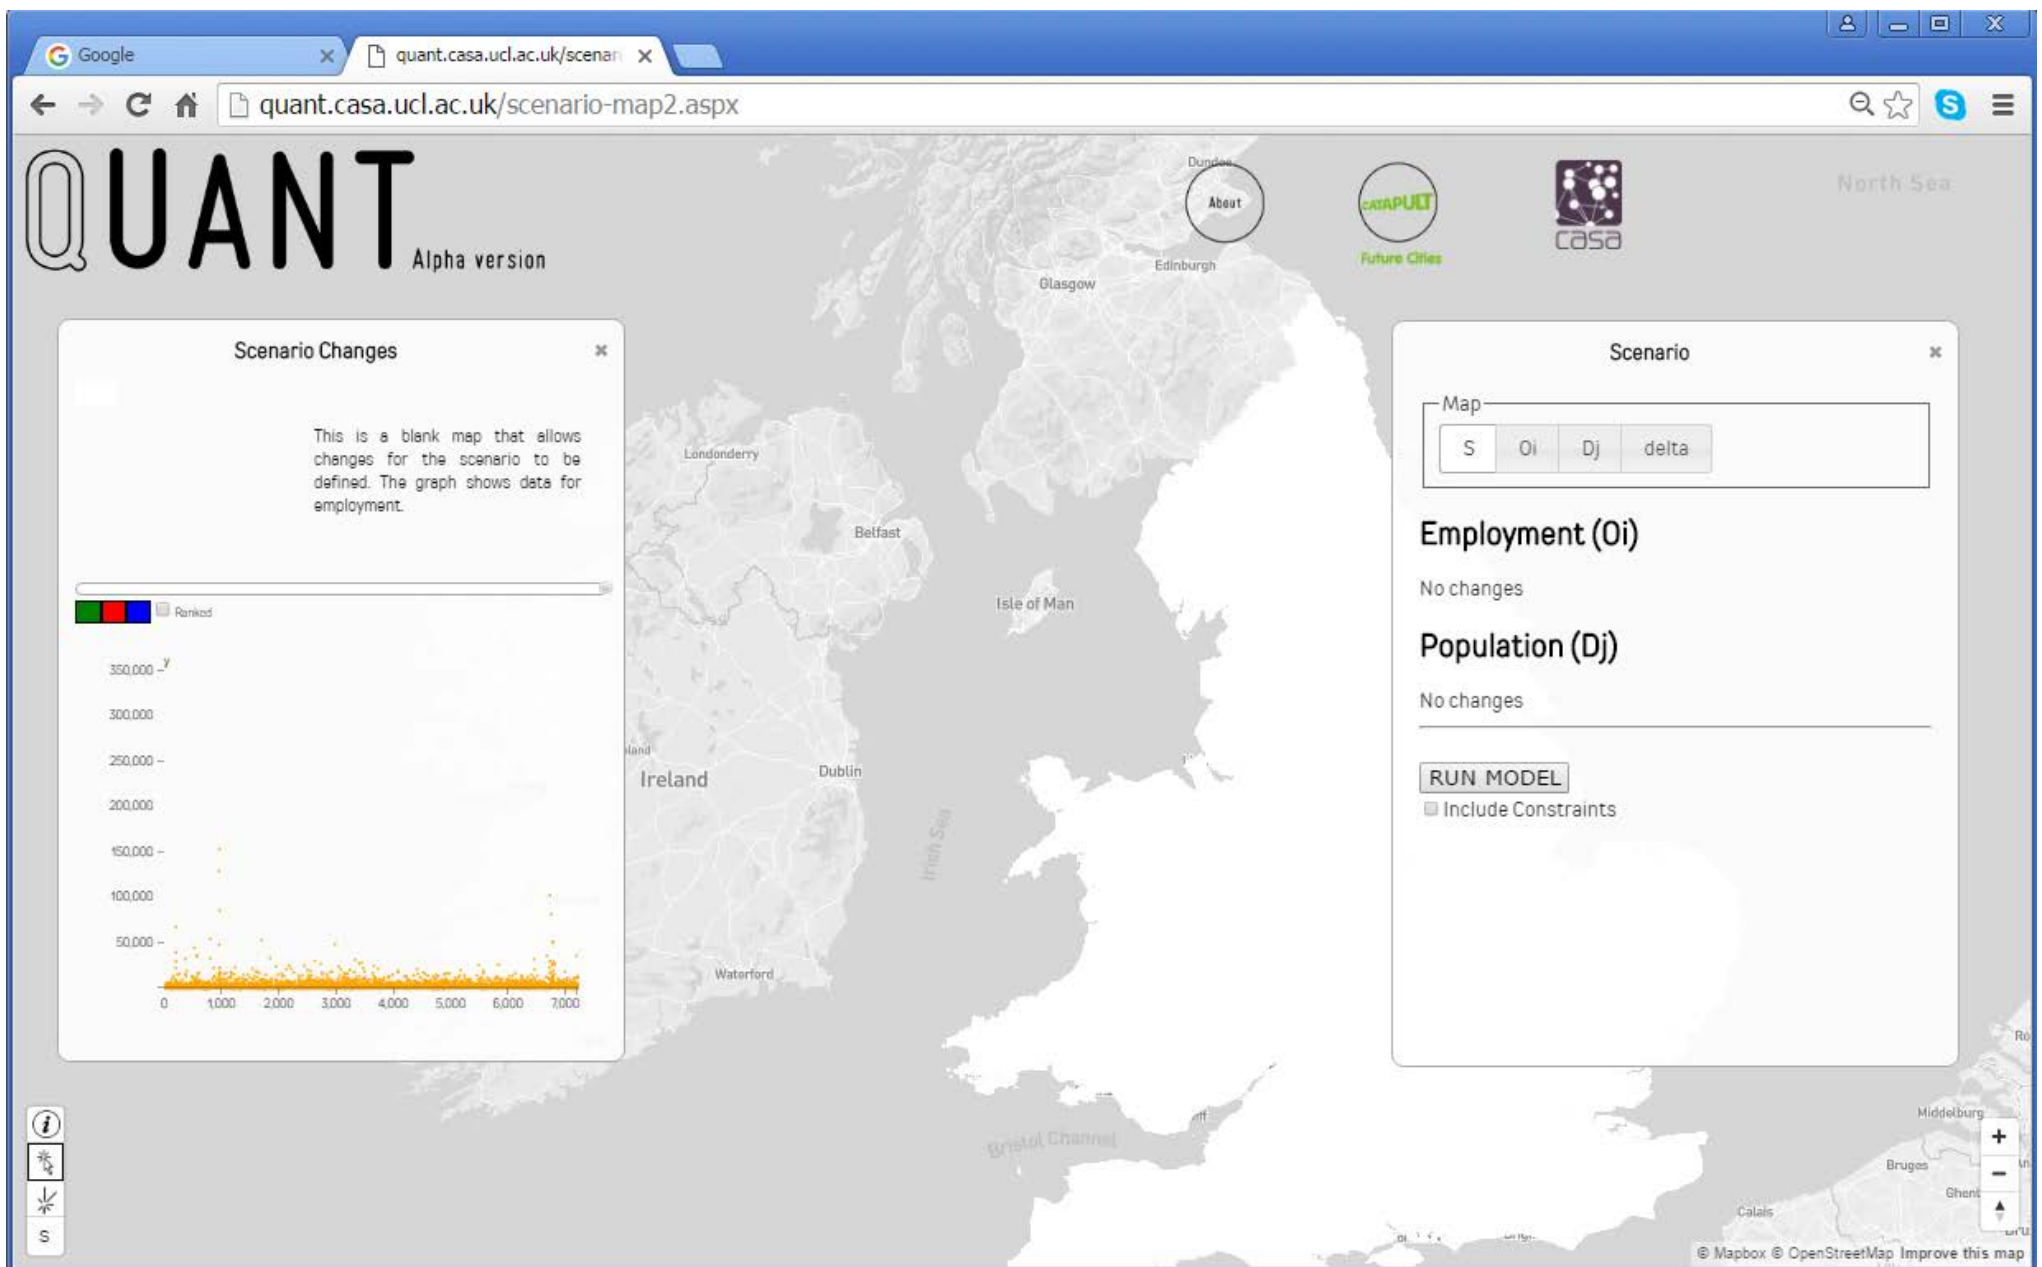 Google
quant.casa.ucl.ac.uk/scenar
quant.casa.ucl.ac.uk/scenario-map2.aspx
QUANT
Alpha version
Dundee
About
CATAPULT
Future Cities
casa
North Sea
Edinburgh
Glasgow
Scenario Changes
This is a blank map that allows
changes for the scenario to be
defined. The graph shows data for
employment.
Ranked
y
350,000
300,000
250,000
200,000
150,000
100,000
50,000
0 1,000 2,000 3,000 4,000 5,000 6,000 7,000
Londonderry
Belfast
Isle of Man
land
Ireland
Dublin
Irish Sea
Waterford
Bristol Channel
Scenario
Map
S Oi Dj delta
Employment (Oi)
No changes
Population (Dj)
No changes
RUN MODEL
Include Constraints
i
S
Ro
Middelburg
Bruges
Ghent
Calais
+
−
© Mapbox © OpenStreetMap Improve this map